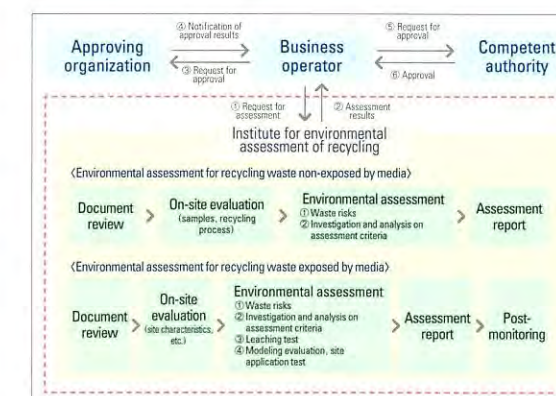 ④ Notification of
approval results
⑤ Request for
approval
Approving
organization
Business
operator
Competent
authority
③ Request for
approval
⑥ Approval
① Request for
assessment
② Assessment
results
Institute for environmental
assessment of recycling
〈Environmental assessment for recycling waste non-exposed by media〉
Document
review
On-site evaluation
(samples, recycling
process)
Environmental assessment
① Waste risks
② Investigation and analysis on
assessment criteria
Assessment
report
〈Environmental assessment for recycling waste exposed by media〉
Document
review
On-site
evaluation
(site characteristics,
etc.)
Environmental assessment
① Waste risks
② Investigation and analysis on
assessment criteria
③ Leaching test
④ Modeling evaluation, site
application test
Assessment
report
Post-
monitoring